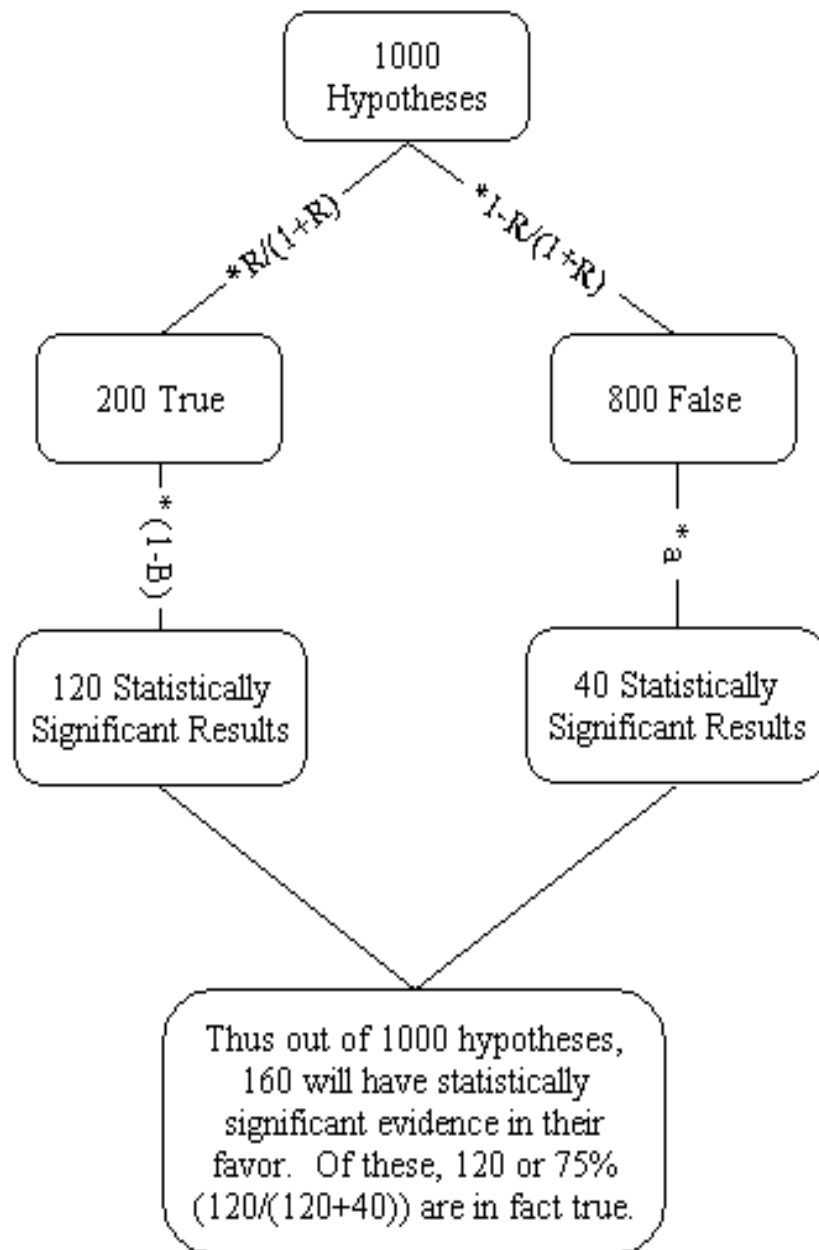 1000
Hypotheses
*R/(1+R)
*1-R/(1+R)
200 True
800 False
*(1-B)
*a
120 Statistically
Significant Results
40 Statistically
Significant Results
Thus out of 1000 hypotheses,
160 will have statistically
significant evidence in their
favor. Of these, 120 or 75%
(120/(120+40)) are in fact true.